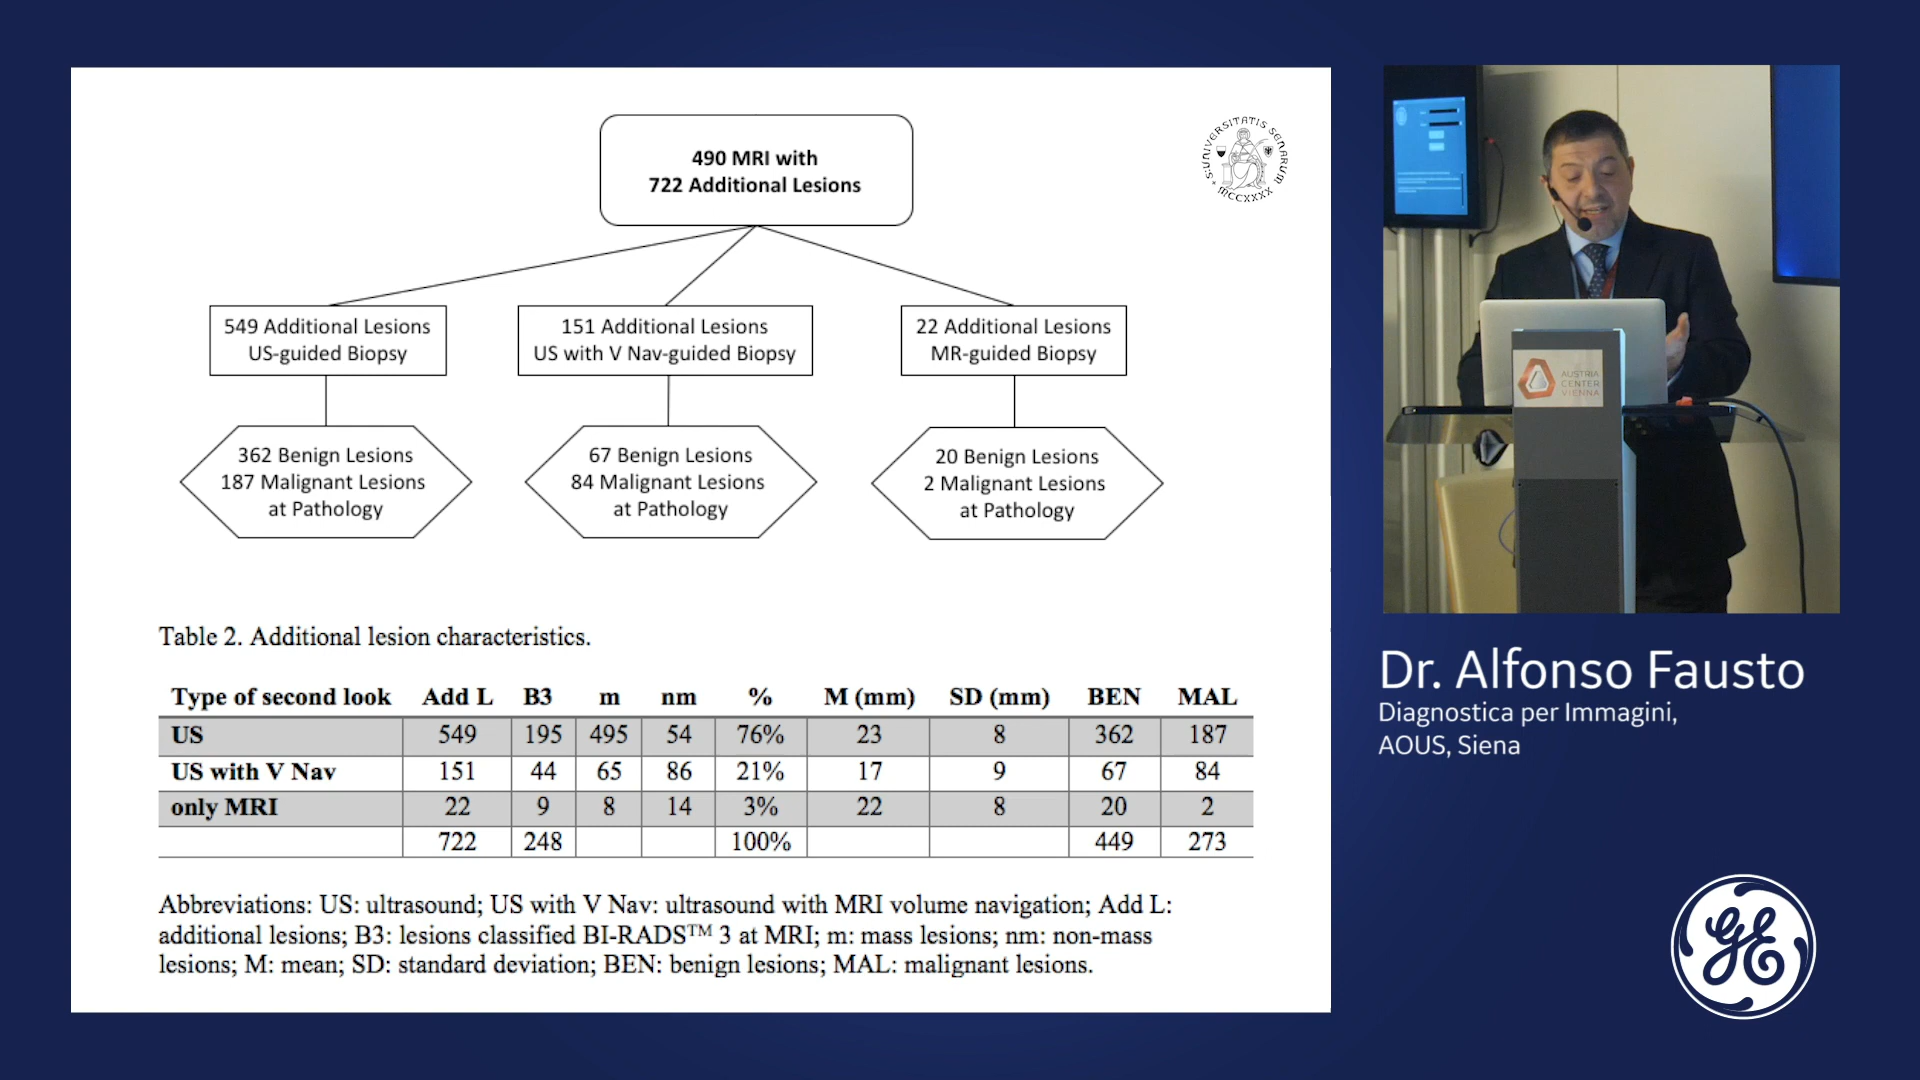 490 MRI with
722 Additional Lesions
S:UNIVERSITATIS SENARUM
MCCXXXX
549 Additional Lesions
US-guided Biopsy
151 Additional Lesions
US with V Nav-guided Biopsy
22 Additional Lesions
MR-guided Biopsy
362 Benign Lesions
187 Malignant Lesions
at Pathology
67 Benign Lesions
84 Malignant Lesions
at Pathology
20 Benign Lesions
2 Malignant Lesions
at Pathology
Table 2. Additional lesion characteristics.
Type of second look Add L B3 m nm % M (mm) SD (mm) BEN MAL
US 549 195 495 54 76% 23 8 362 187
US with V Nav 151 44 65 86 21% 17 9 67 84
only MRI 22 9 8 14 3% 22 8 20 2
722 248 100% 449 273
Abbreviations: US: ultrasound; US with V Nav: ultrasound with MRI volume navigation; Add L:
additional lesions; B3: lesions classified BI-RADS™ 3 at MRI; m: mass lesions; nm: non-mass
lesions; M: mean; SD: standard deviation; BEN: benign lesions; MAL: malignant lesions.
AUSTRIA
CENTER
VIENNA
Dr. Alfonso Fausto
Diagnostica per Immagini,
AOUS, Siena
GE